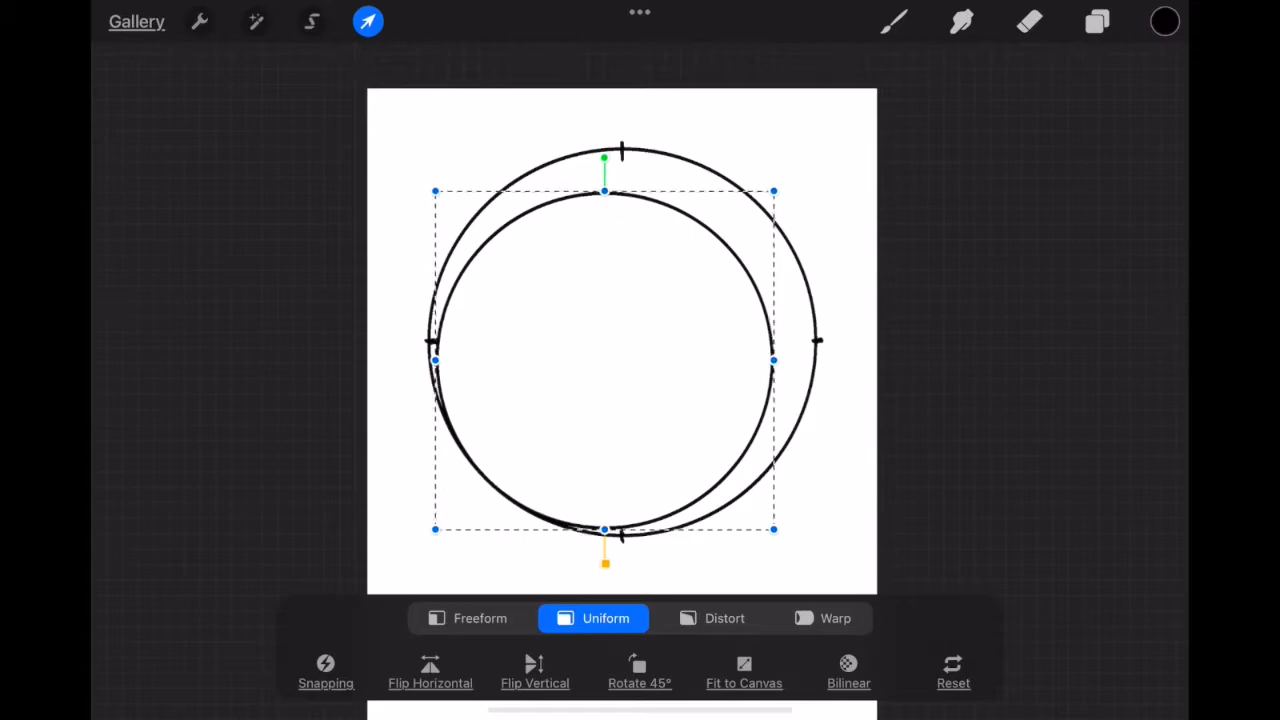 Gallery
Freeform Uniform Distort Warp
Snapping Flip Horizontal Flip Vertical Rotate 45° Fit to Canvas Bilinear Reset